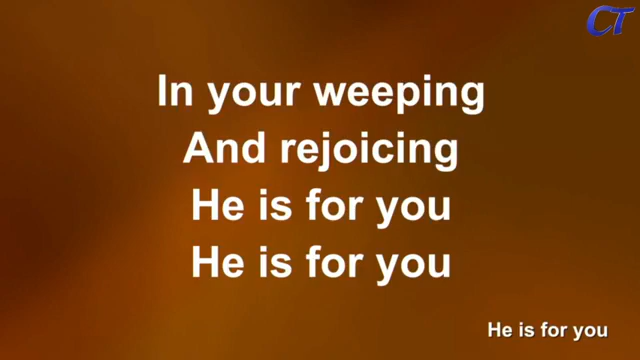 CT
In your weeping
And rejoicing
He is for you
He is for you
He is for you